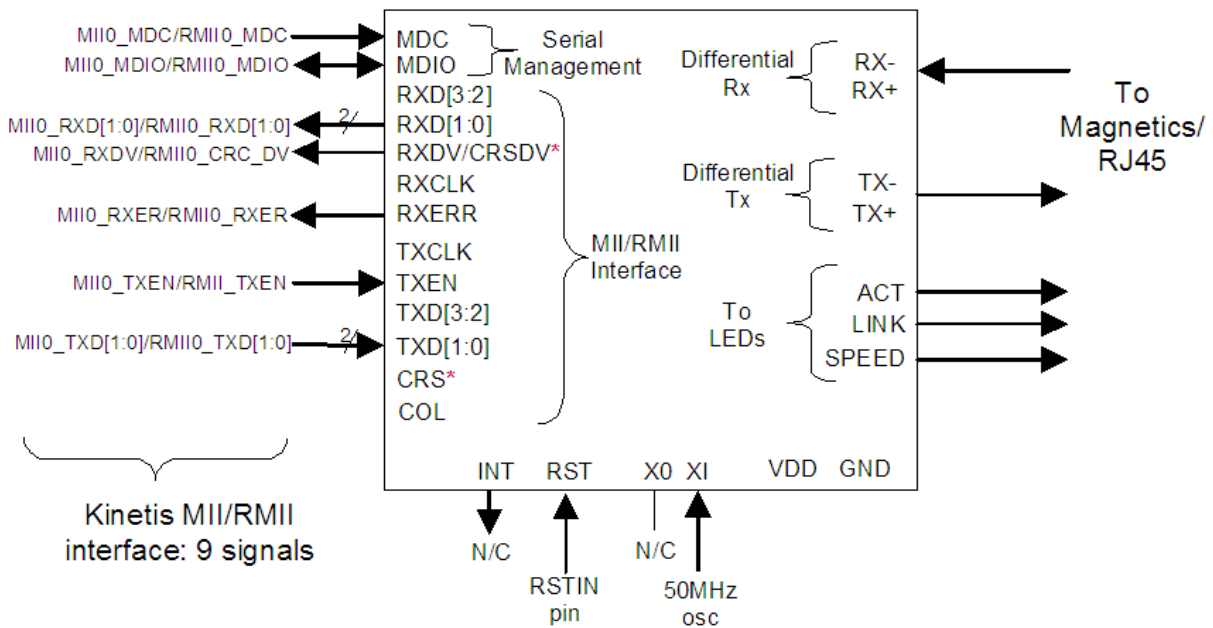 MII0_MDC/RMII0_MDC
MII0_MDIO/RMII0_MDIO
MII0_RXD[1:0]/RMII0_RXD[1:0]
MII0_RXDV/RMII0_CRC_DV
MII0_RXER/RMII0_RXER
MII0_TXEN/RMII_TXEN
MII0_TXD[1:0]/RMII0_TXD[1:0]
2
2
Kinetis MII/RMII
interface: 9 signals
MDC
MDIO
RXD[3:2]
RXD[1:0]
RXDV/CRSDV*
RXCLK
RXERR
TXCLK
TXEN
TXD[3:2]
TXD[1:0]
CRS*
COL
Serial
Management
MII/RMII
Interface
Differential
Rx
RX-
RX+
Differential
Tx
TX-
TX+
To
LEDs
ACT
LINK
SPEED
To
Magnetics/
RJ45
INT
RST
X0
XI
VDD
GND
N/C
RSTIN
pin
N/C
50MHz
osc